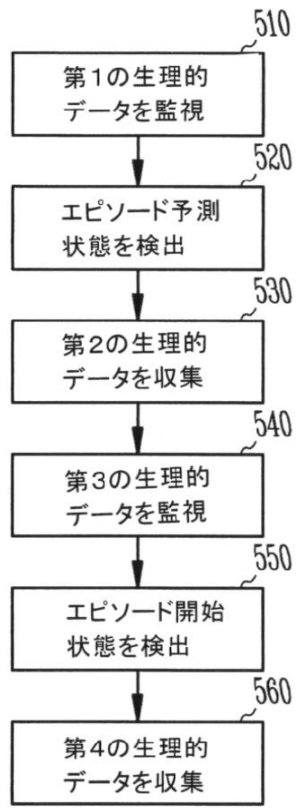 510
第1の生理的
データを監視
520
エピソード予測
状態を検出
530
第2の生理的
データを収集
540
第3の生理的
データを監視
550
エピソード開始
状態を検出
560
第4の生理的
データを収集